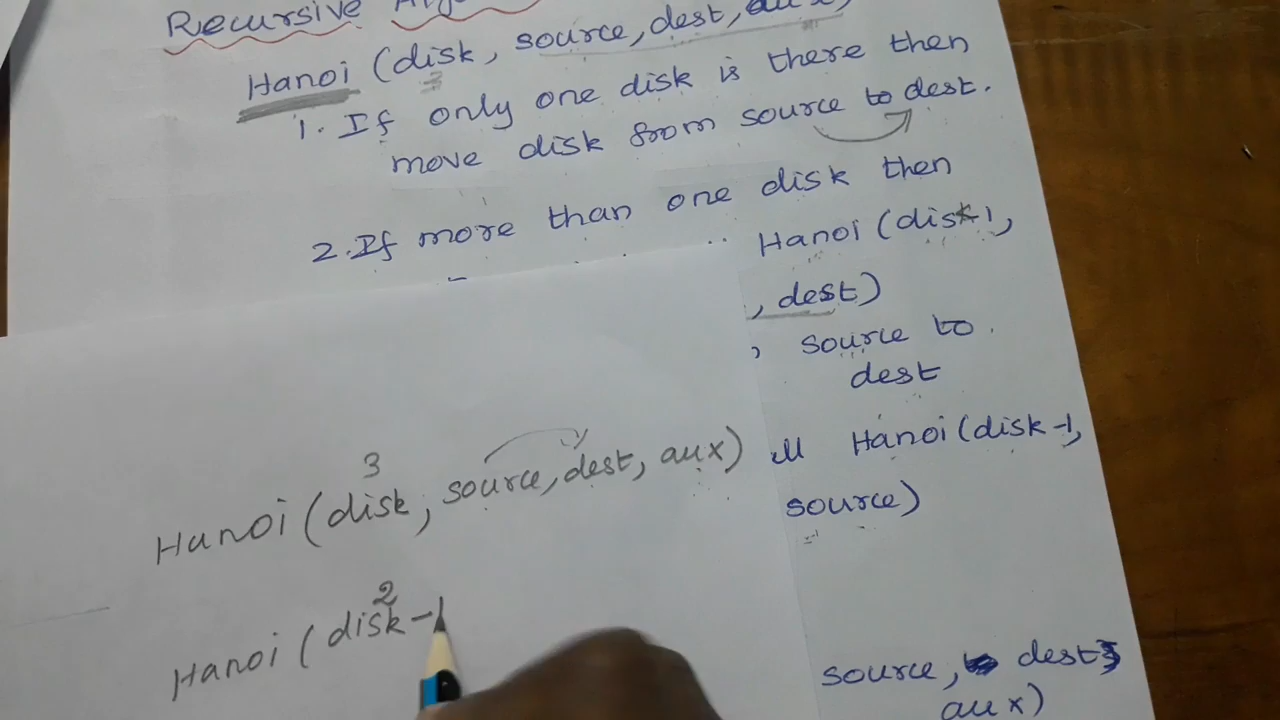 Recursive
Hanoi (disk, source, dest, aux)
3
1. If only one disk is there then
move disk from source to dest.
2. If more than one disk then
Hanoi (disk-1,
, dest)
, source to
dest
3
Hanoi (disk, source, dest, aux)
Hanoi (disk-1,
source)
2
Hanoi (disk-1
source, dest,
aux)